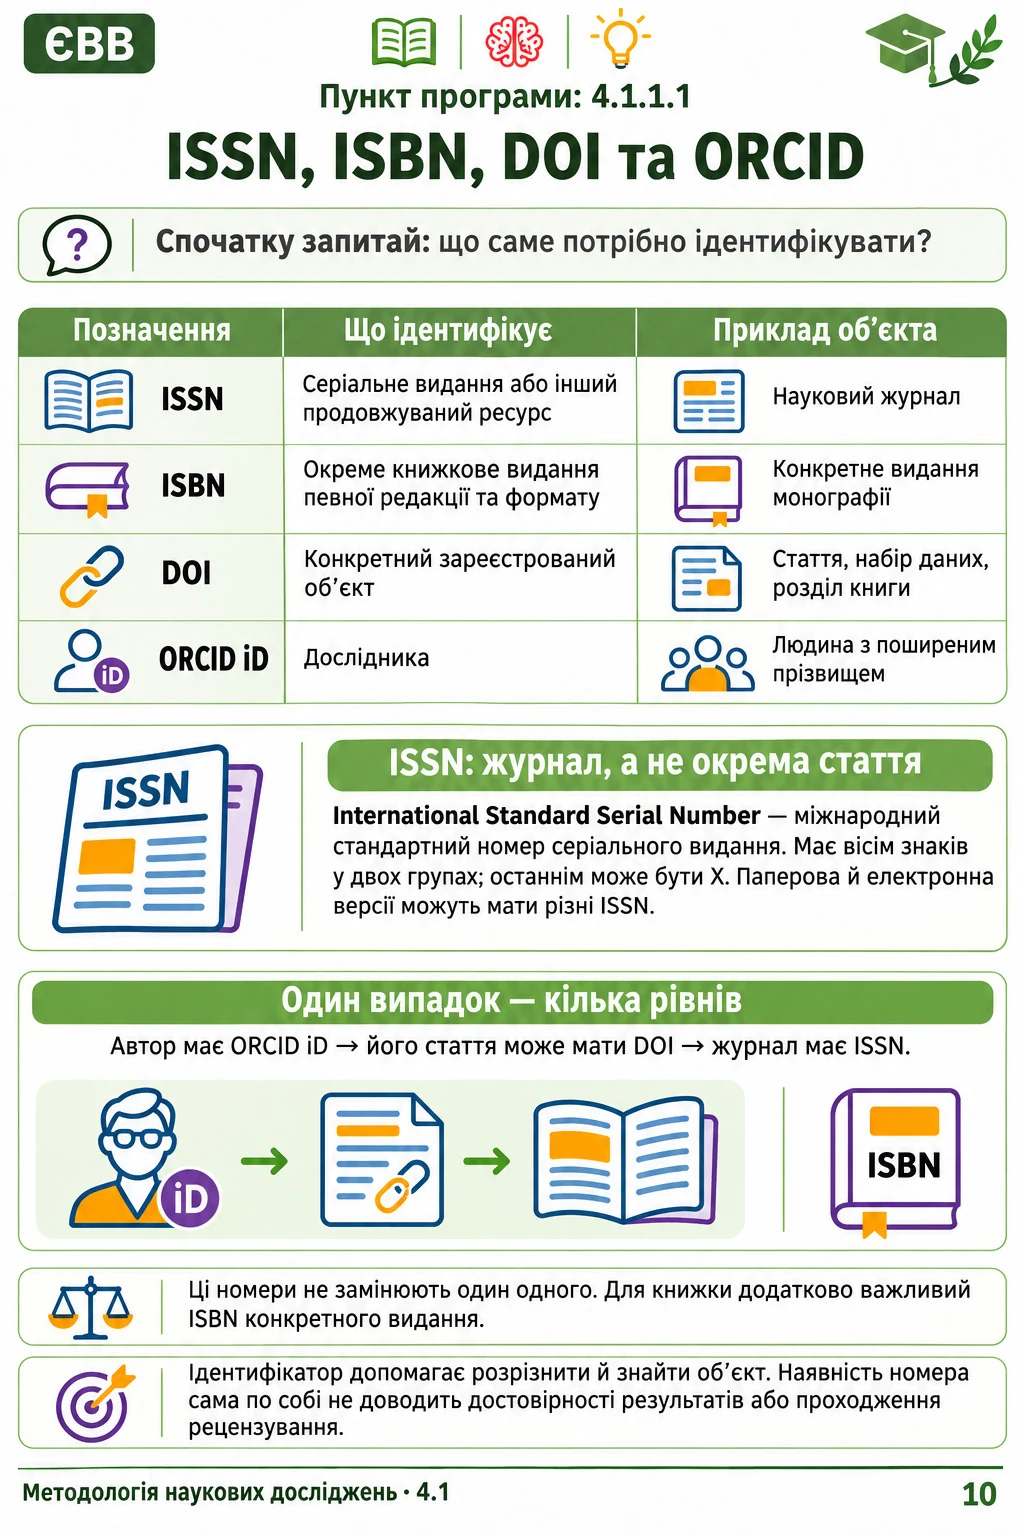 ЄВВ
Пункт програми: 4.1.1.1
ISSN, ISBN, DOI та ORCID
?
Спочатку запитай: що саме потрібно ідентифікувати?
Позначення
Що ідентифікує
Приклад об’єкта
ISSN
Серіальне видання або інший
продовжуваний ресурс
Науковий журнал
ISBN
Окреме книжкове видання
певної редакції та формату
Конкретне видання
монографії
DOI
Конкретний зареєстрований
об’єкт
Стаття, набір даних,
розділ книги
iD
ORCID iD
Дослідника
Людина з поширеним
прізвищем
ISSN
ISSN: журнал, а не окрема стаття
International Standard Serial Number — міжнародний
стандартний номер серіального видання. Має вісім знаків
у двох групах; останнім може бути X. Паперова й електронна
версії можуть мати різні ISSN.
Один випадок — кілька рівнів
Автор має ORCID iD → його стаття може мати DOI → журнал має ISSN.
iD
ISBN
Ці номери не замінюють один одного. Для книжки додатково важливий
ISBN конкретного видання.
Ідентифікатор допомагає розрізнити й знайти об’єкт. Наявність номера
сама по собі не доводить достовірності результатів або проходження
рецензування.
Методологія наукових досліджень · 4.1
10